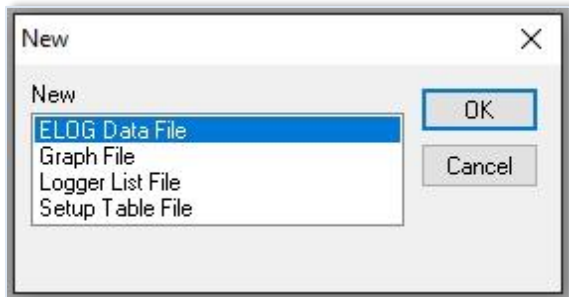 New
New
ELOG Data File
Graph File
Logger List File
Setup Table File
OK
Cancel